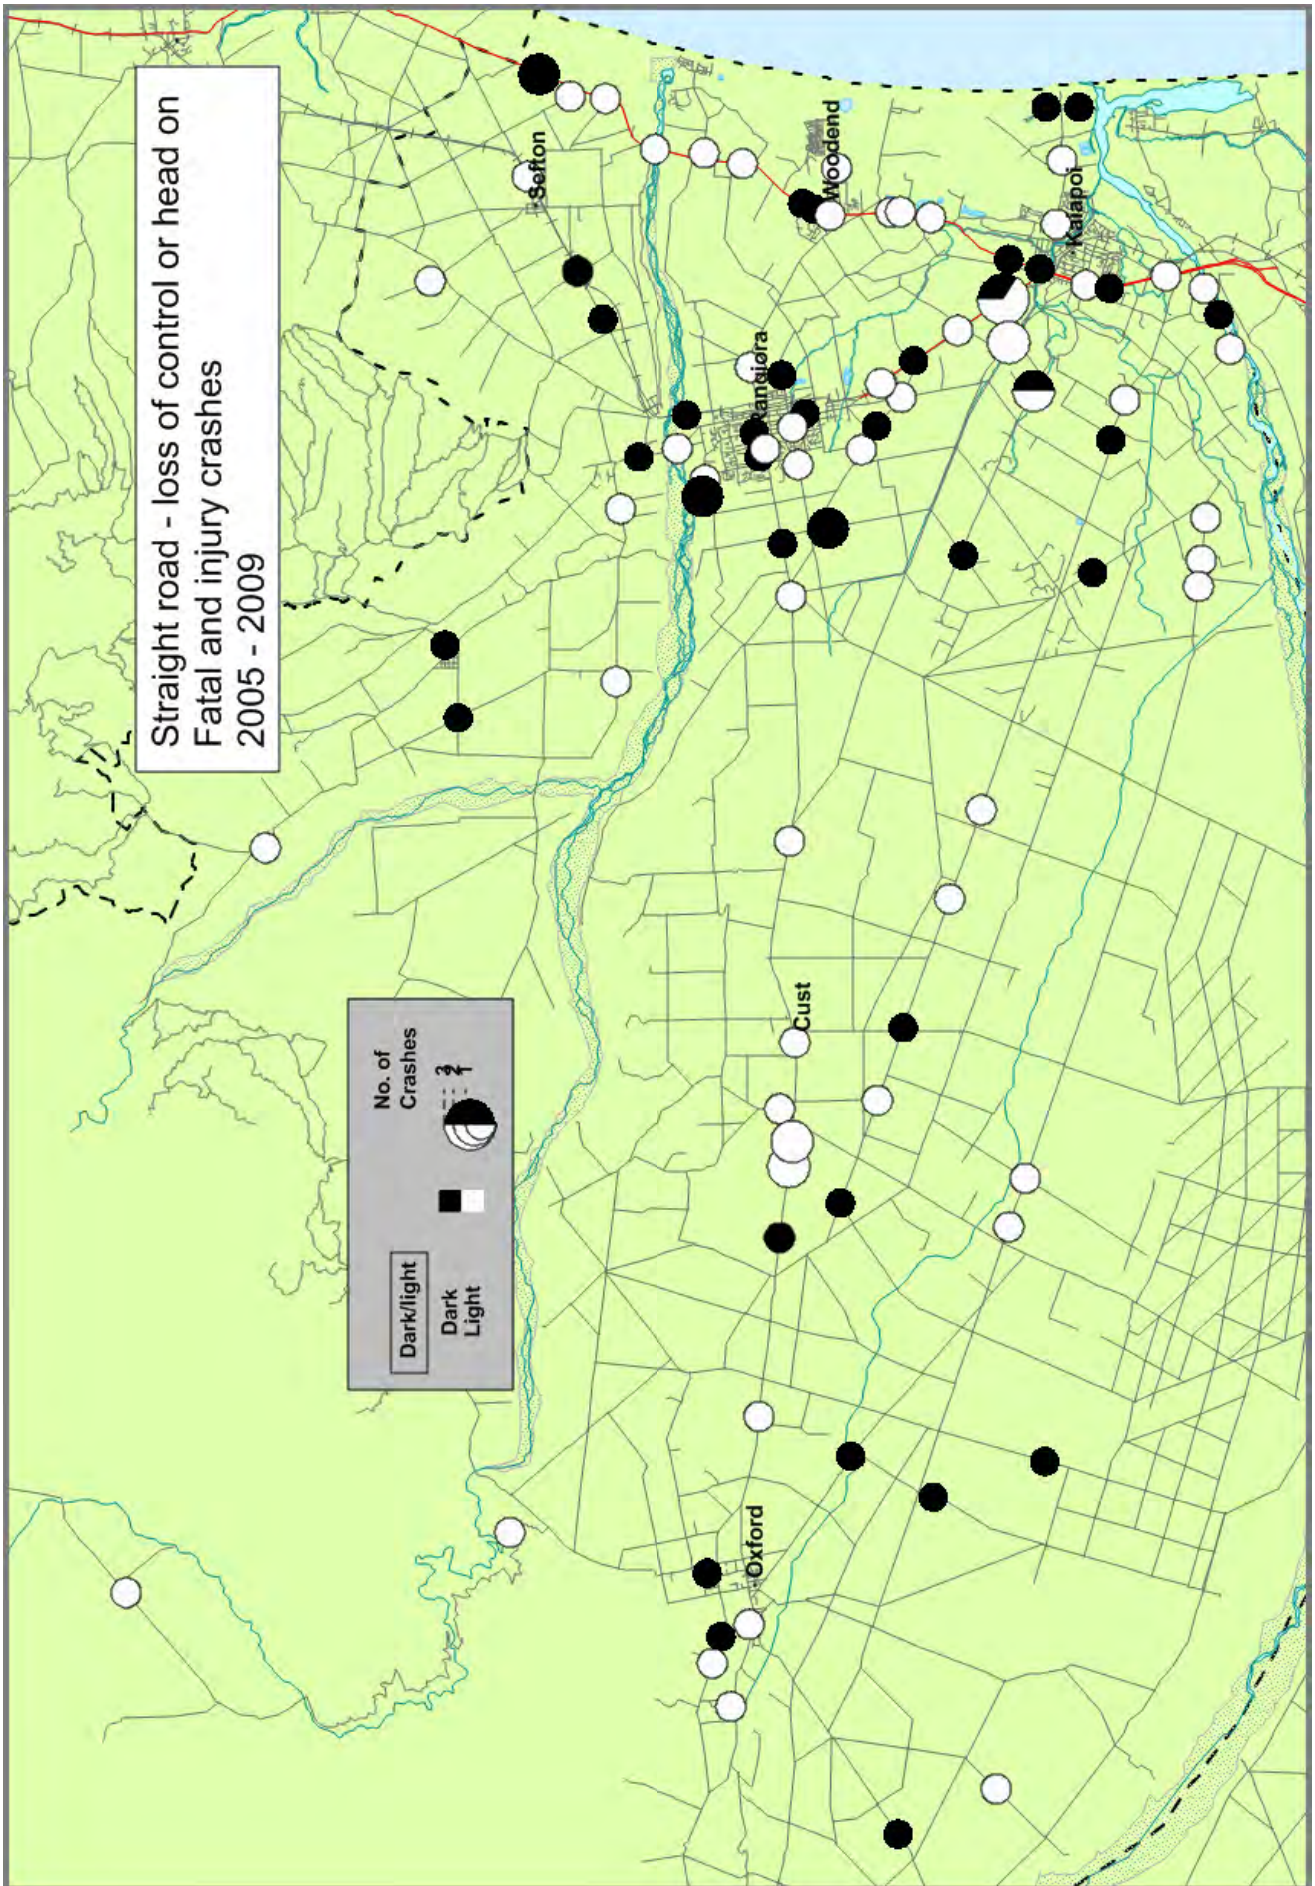 Straight road - loss of control or head on
Fatal and injury crashes
2005 - 2009
Sefton
Woodend
Kaiapoi
Rangiora
Cust
Oxford
Dark/light
Dark
Light
No. of
Crashes
3
2
1